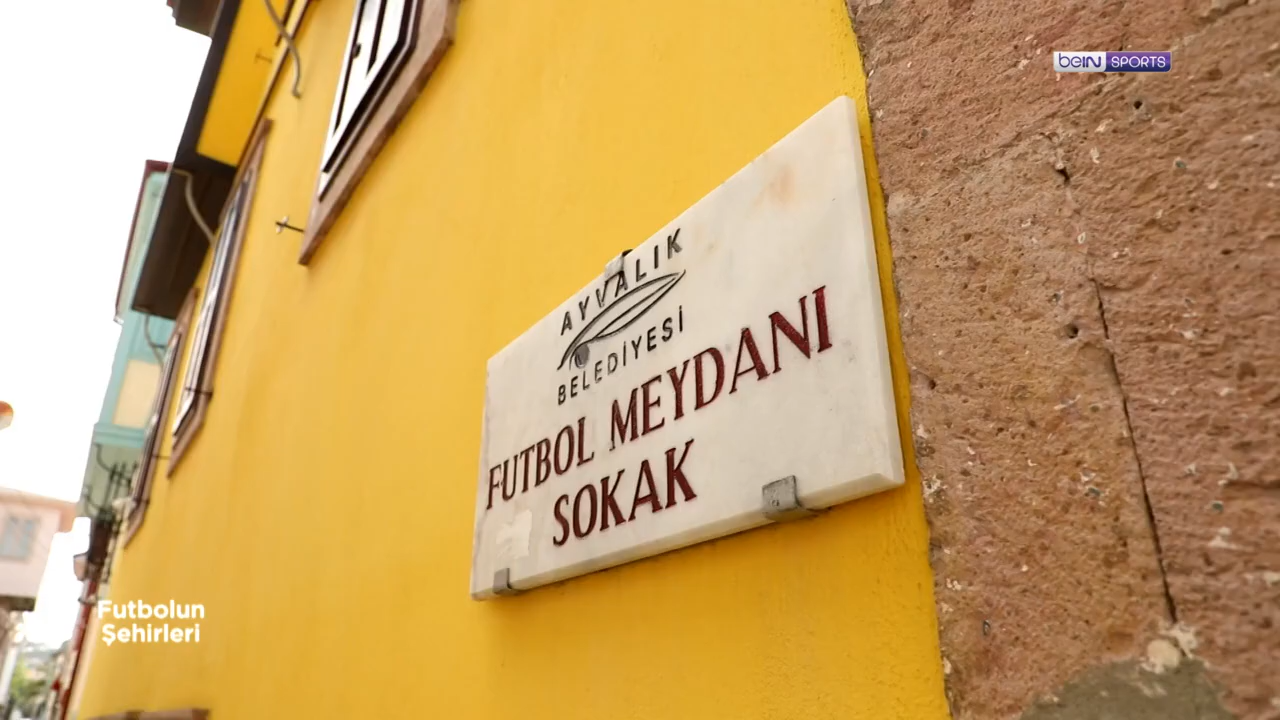 beIN SPORTS
AYVALIK
BELEDİYESİ
FUTBOL MEYDANI
SOKAK
Futbolun
Şehirleri